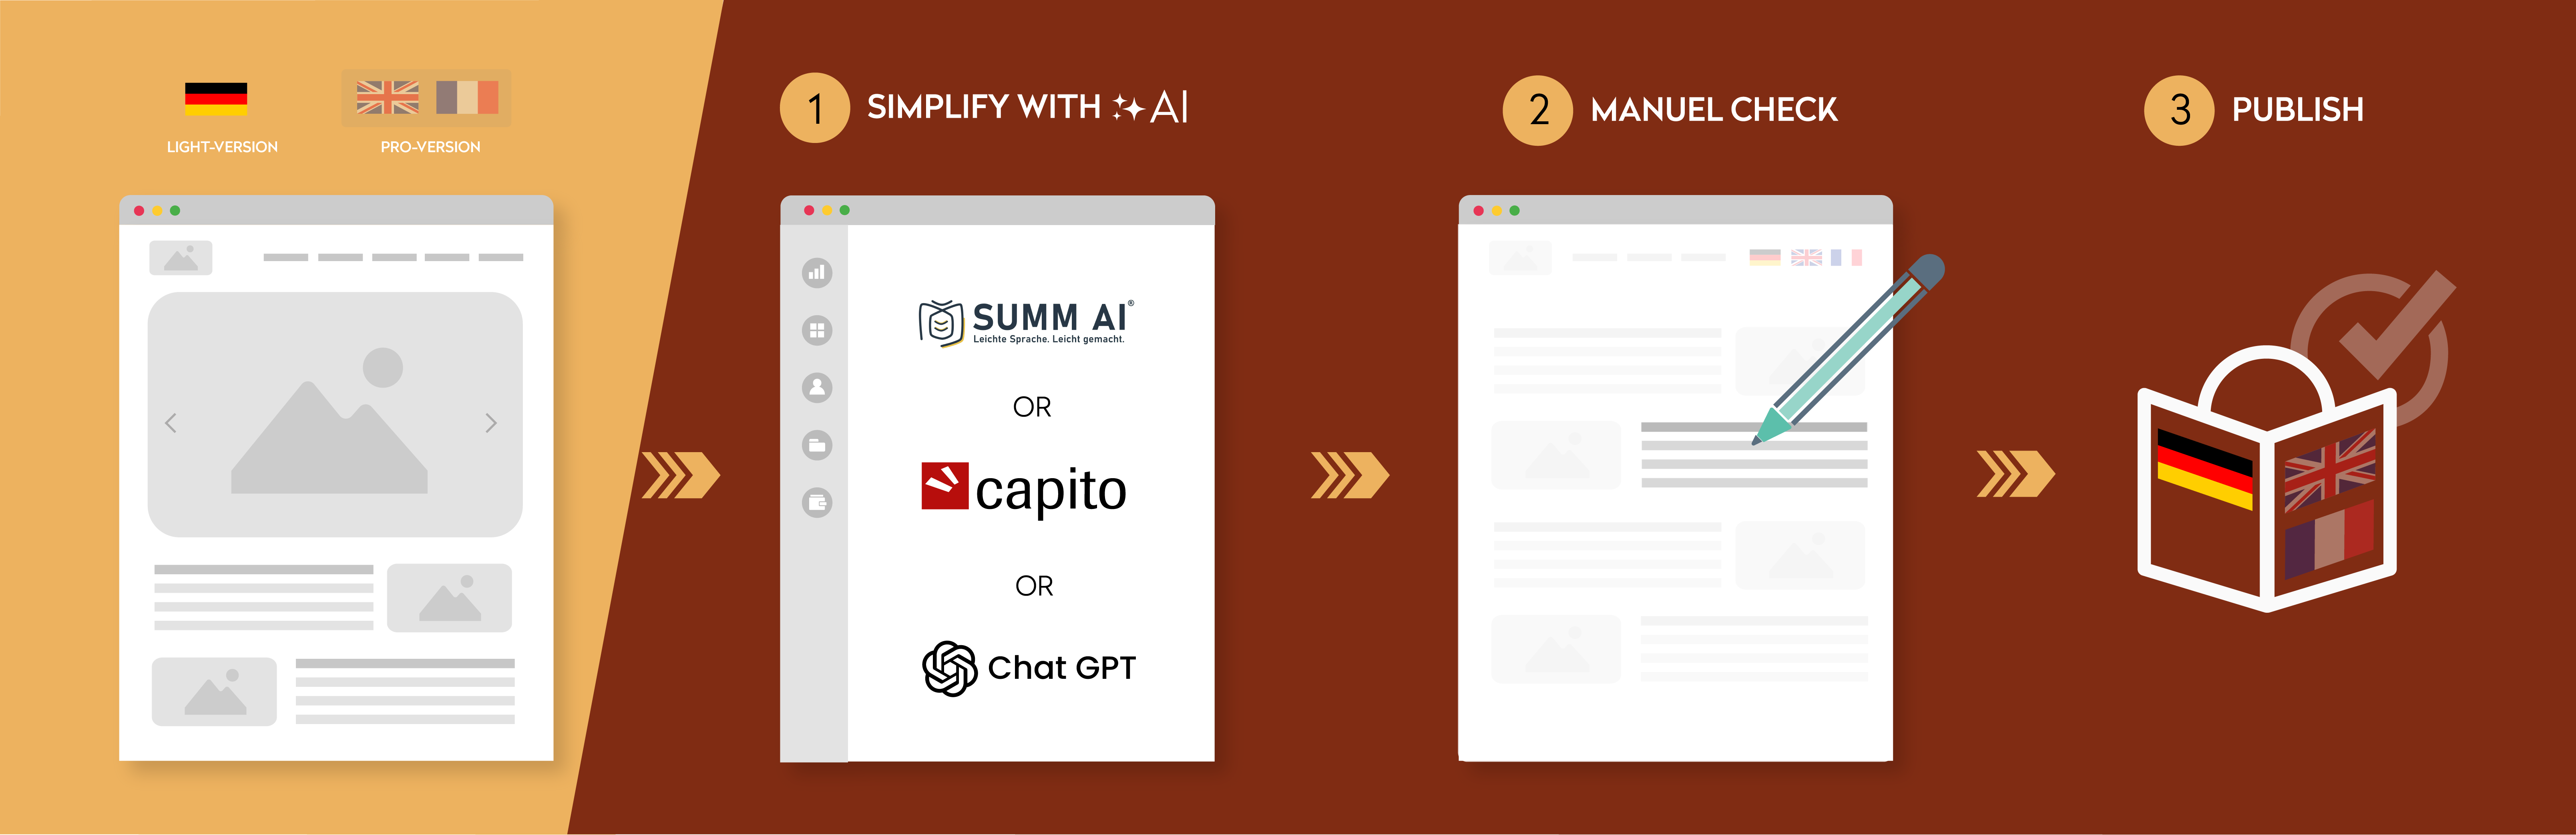 LIGHT-VERSION
PRO-VERSION
1 SIMPLIFY WITH AI
SUMM AI®
Leichte Sprache. Leicht gemacht.
OR
capito
OR
Chat GPT
2 MANUEL CHECK
3 PUBLISH